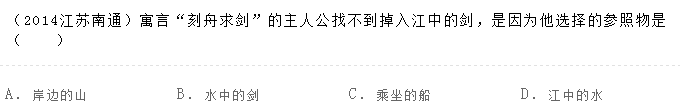 （2014江苏南通）寓言“刻舟求剑”的主人公找不到掉入江中的剑，是因为他选择的参照物是
（　　）
A. 岸边的山　　B. 水中的剑　　C. 乘坐的船　　D. 江中的水